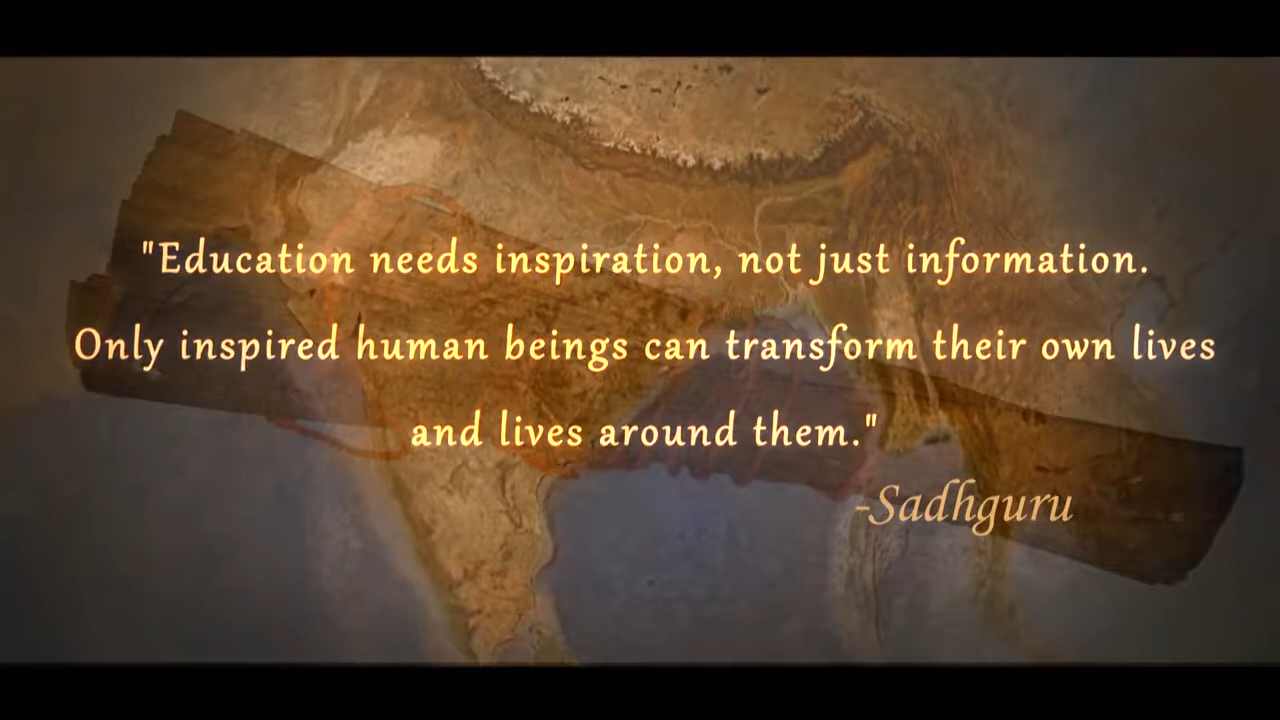 "Education needs inspiration, not just information.
Only inspired human beings can transform their own lives
and lives around them."
-Sadhguru